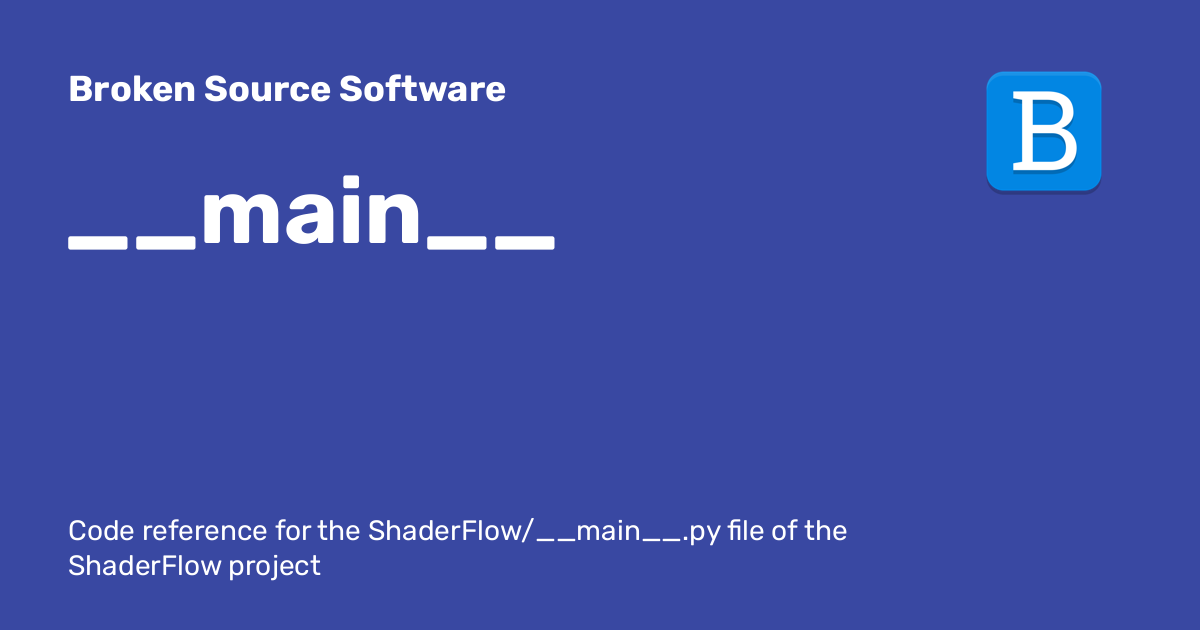 Broken Source Software
B
__main__
Code reference for the ShaderFlow/__main__.py file of the
ShaderFlow project